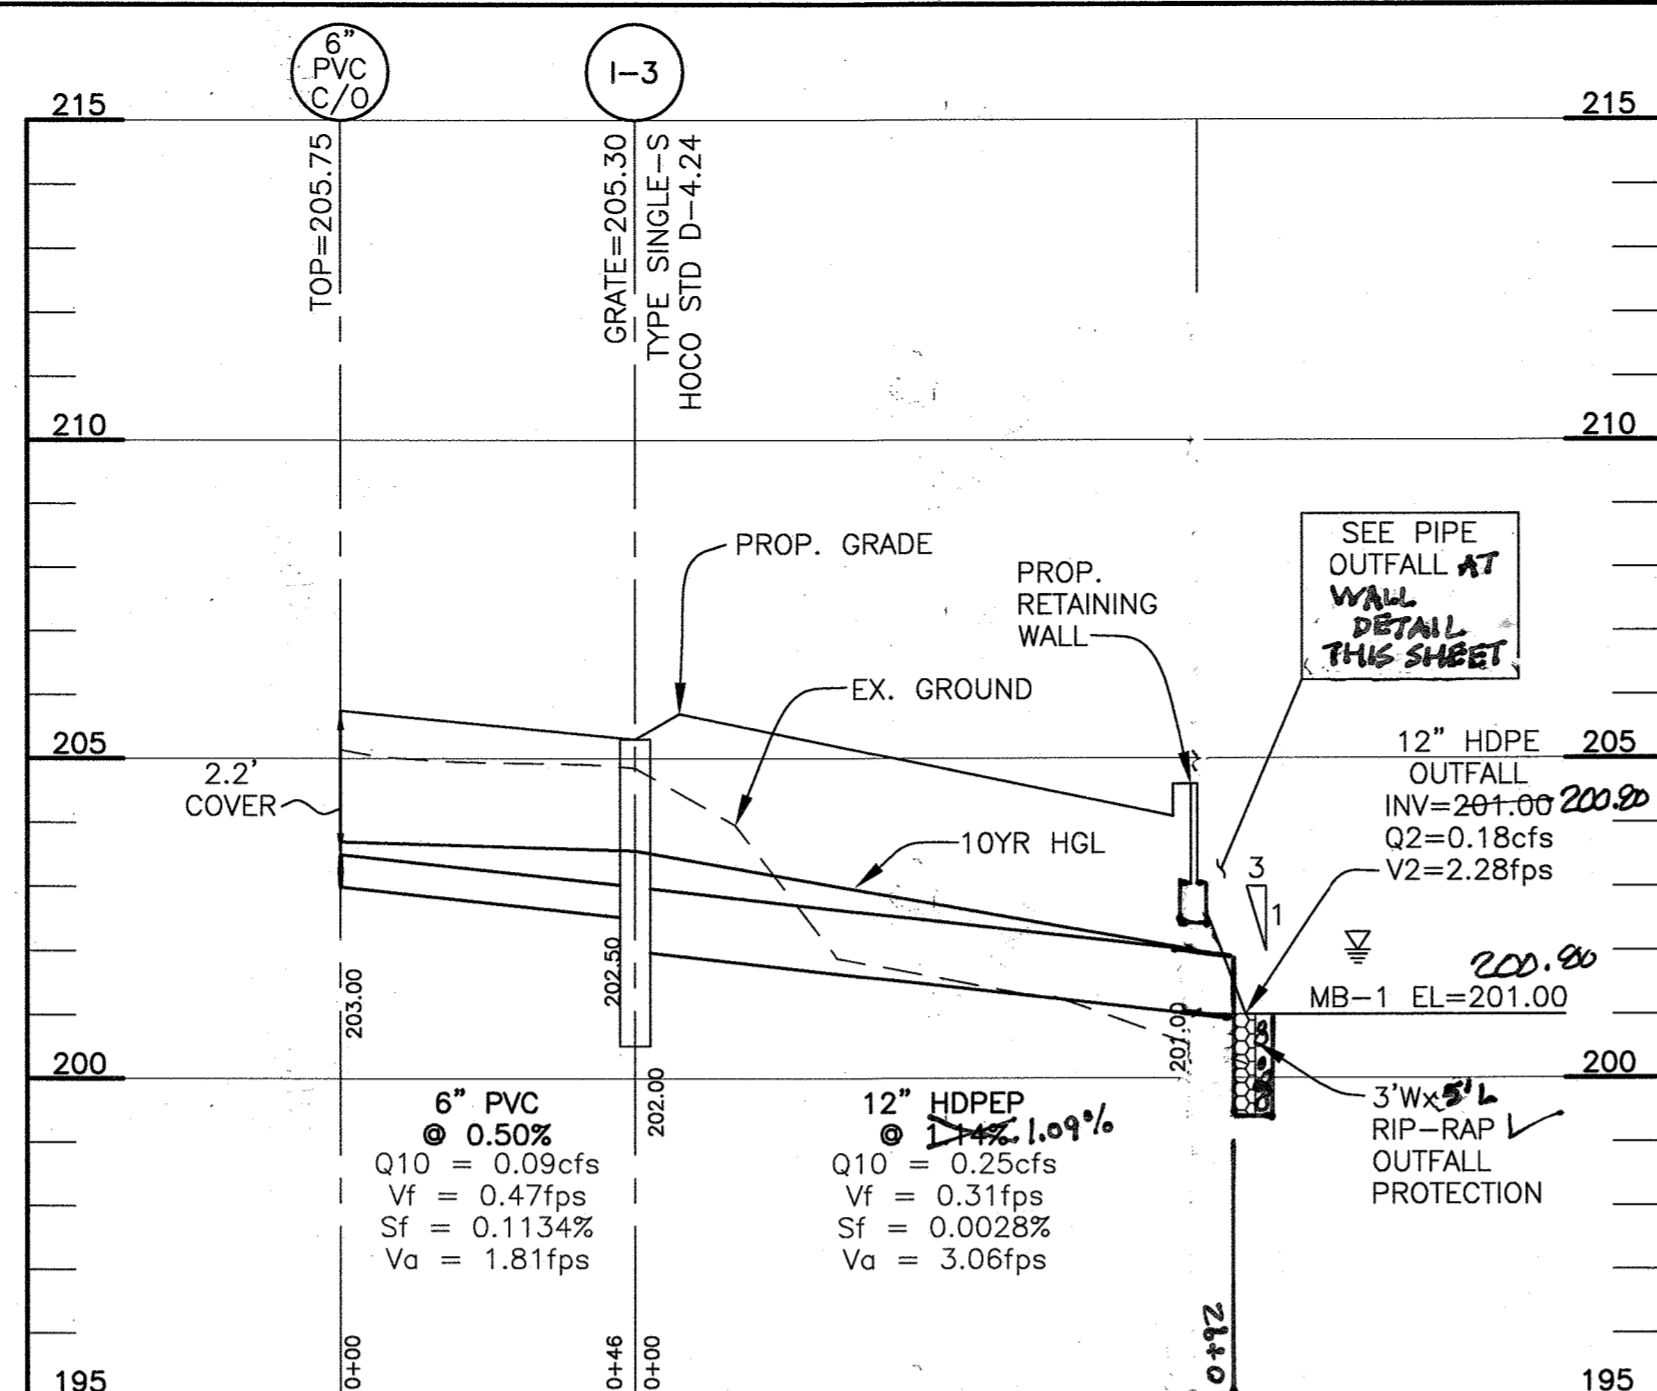 6"
PVC
C/O
I-3
215
215
TOP=205.75
GRATE=205.30
TYPE SINGLE-S
HOCO STD D-4.24
210
210
PROP. GRADE
PROP.
RETAINING
WALL
SEE PIPE
OUTFALL AT
WALL
DETAIL
THIS SHEET
EX. GROUND
205
205
2.2'
COVER
12" HDPE
OUTFALL
INV=201.00 200.80
Q2=0.18cfs
V2=2.28fps
10YR HGL
3
1
203.00
202.50
202.00
201.00
200.80
MB-1 EL=201.00
200
200
6" PVC
@ 0.50%
Q10 = 0.09cfs
Vf = 0.47fps
Sf = 0.1134%
Va = 1.81fps
12" HDPEP
@ 1.14% 1.09%
Q10 = 0.25cfs
Vf = 0.31fps
Sf = 0.0028%
Va = 3.06fps
3'Wx5'L
RIP-RAP
OUTFALL
PROTECTION
0+00
0+46
0+00
0+92
195
195